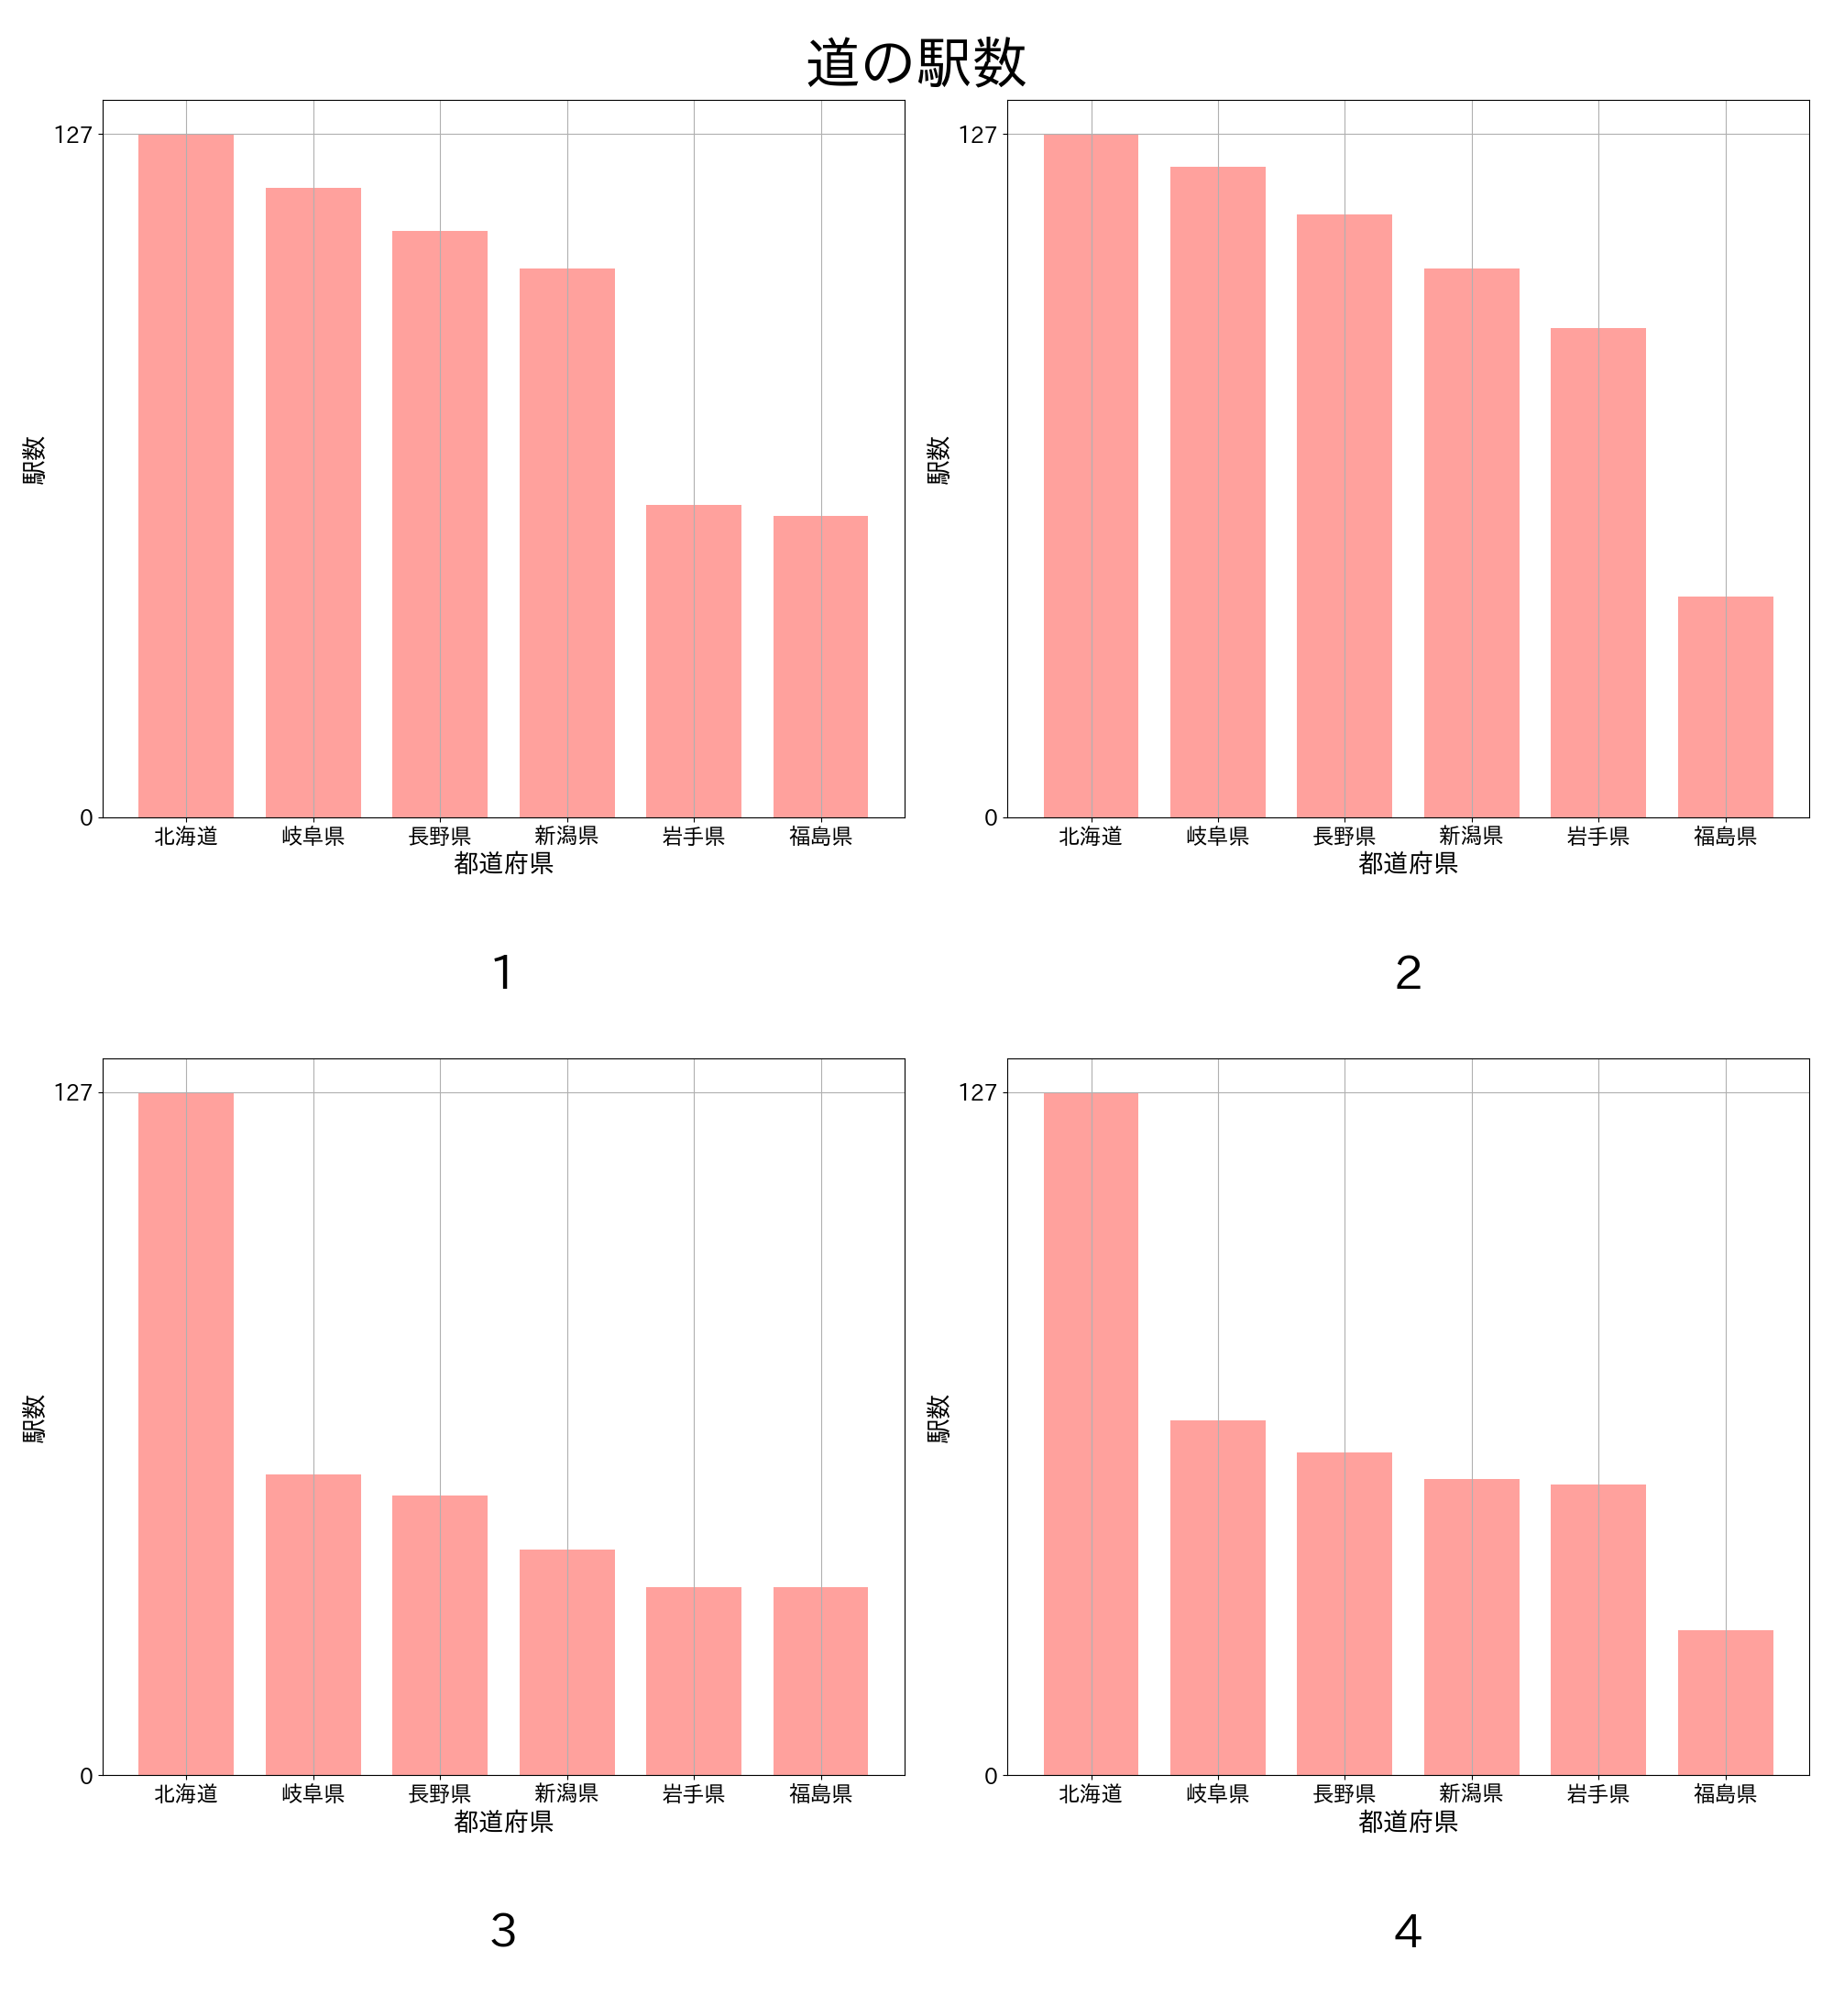 道の駅数
127
0
駅数
北海道 岐阜県 長野県 新潟県 岩手県 福島県
都道府県
1
127
0
駅数
北海道 岐阜県 長野県 新潟県 岩手県 福島県
都道府県
2
127
0
駅数
北海道 岐阜県 長野県 新潟県 岩手県 福島県
都道府県
3
127
0
駅数
北海道 岐阜県 長野県 新潟県 岩手県 福島県
都道府県
4